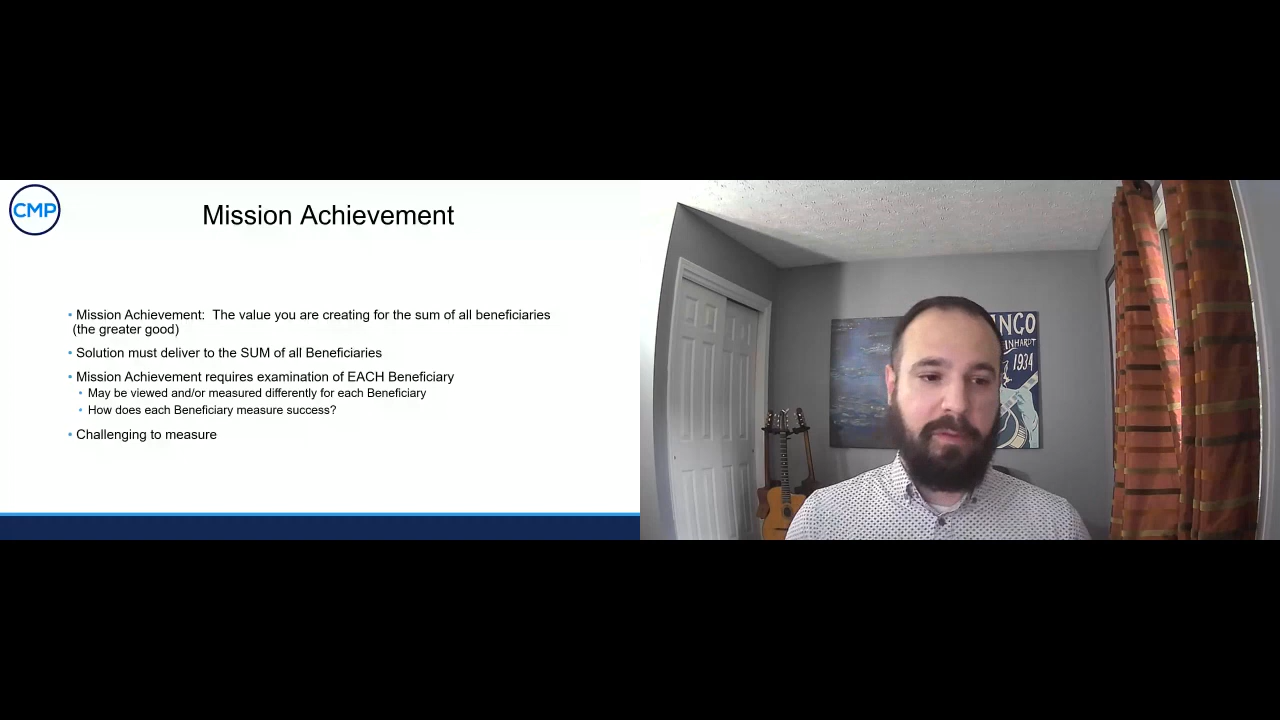 CMP
Mission Achievement
• Mission Achievement:  The value you are creating for the sum of all beneficiaries
(the greater good)
• Solution must deliver to the SUM of all Beneficiaries
• Mission Achievement requires examination of EACH Beneficiary
• May be viewed and/or measured differently for each Beneficiary
• How does each Beneficiary measure success?
• Challenging to measure
NGO
INHARDT
1934